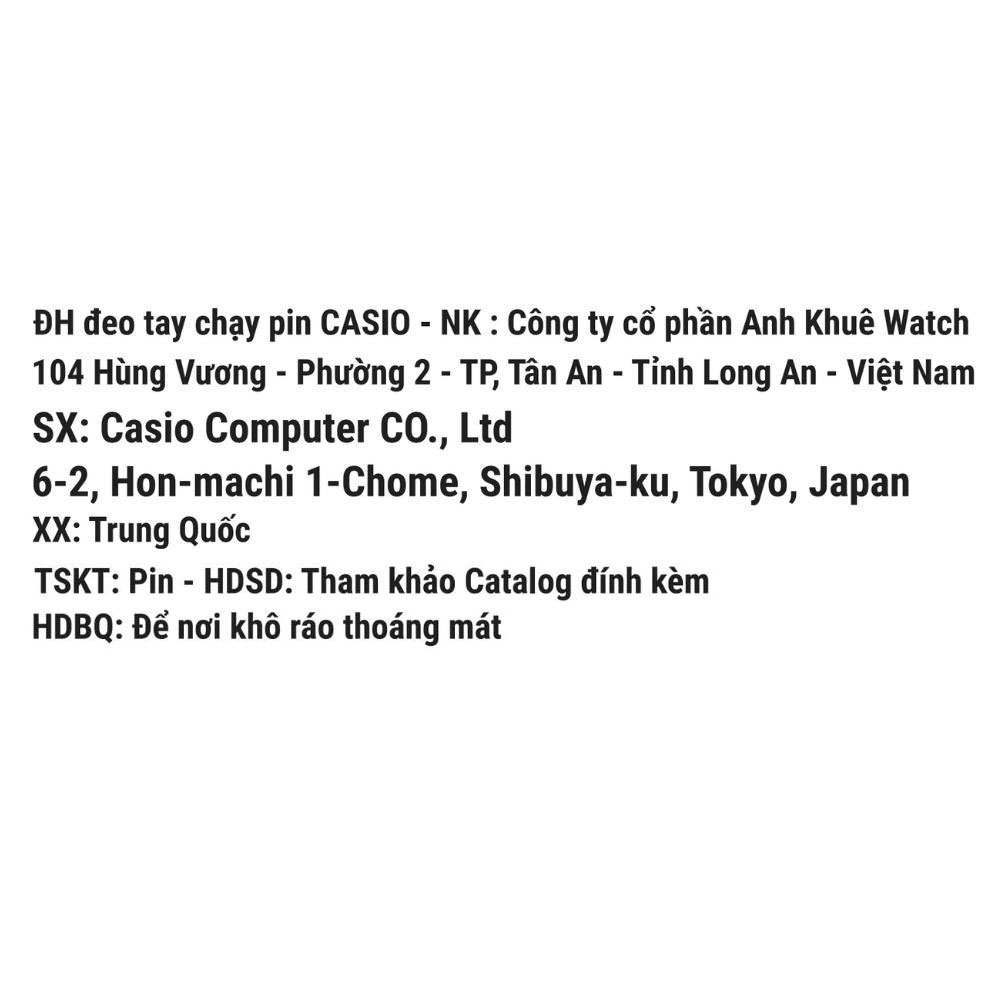 ĐH đeo tay chạy pin CASIO - NK : Công ty cổ phần Anh Khuê Watch
104 Hùng Vương - Phường 2 - TP, Tân An - Tỉnh Long An - Việt Nam
SX: Casio Computer CO., Ltd
6-2, Hon-machi 1-Chome, Shibuya-ku, Tokyo, Japan
XX: Trung Quốc
TSKT: Pin - HDSD: Tham khảo Catalog đính kèm
HDBQ: Để nơi khô ráo thoáng mát